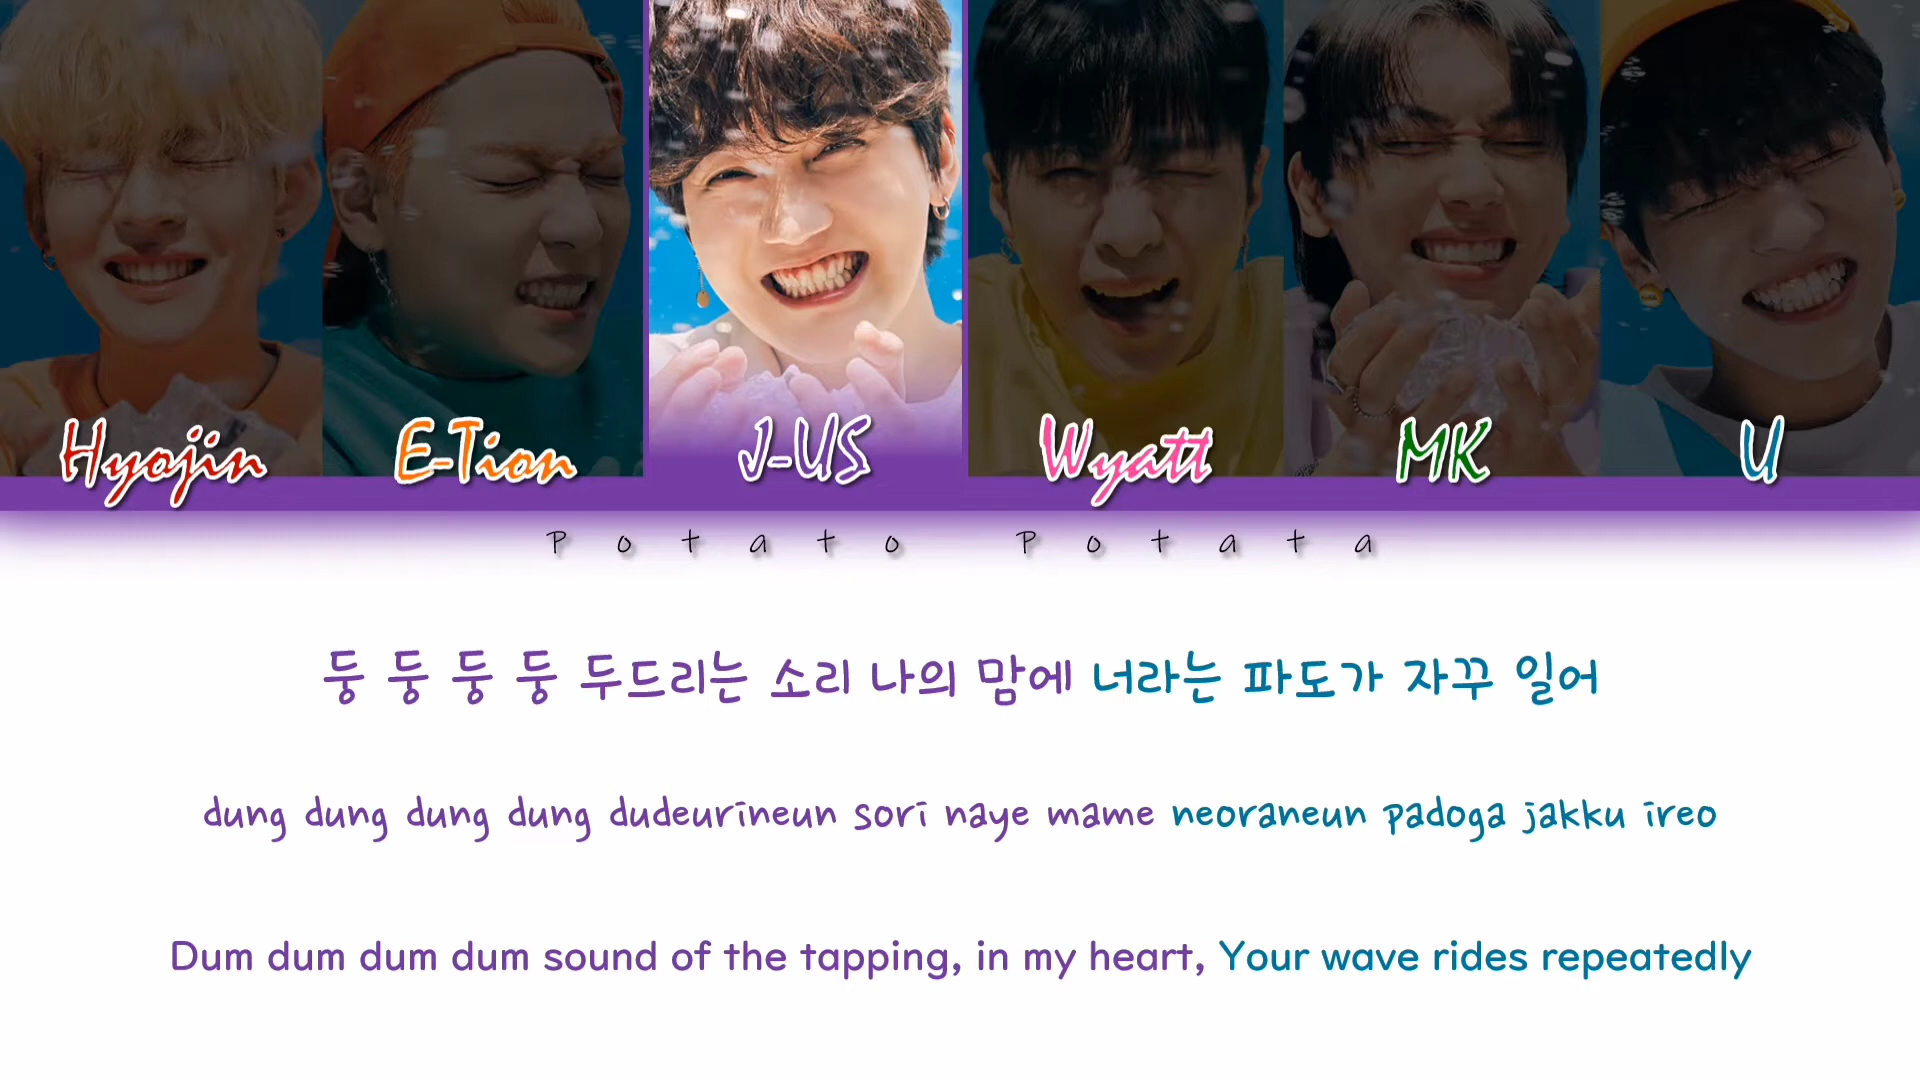 Hyojin E-Tion J-US Wyatt MK U
Potato Potata
둥 둥 둥 둥 두드리는 소리 나의 맘에 너라는 파도가 자꾸 일어
dung dung dung dung dudeurineun sori naye mame neoraneun padoga jakku ireo
Dum dum dum dum sound of the tapping, in my heart, Your wave rides repeatedly